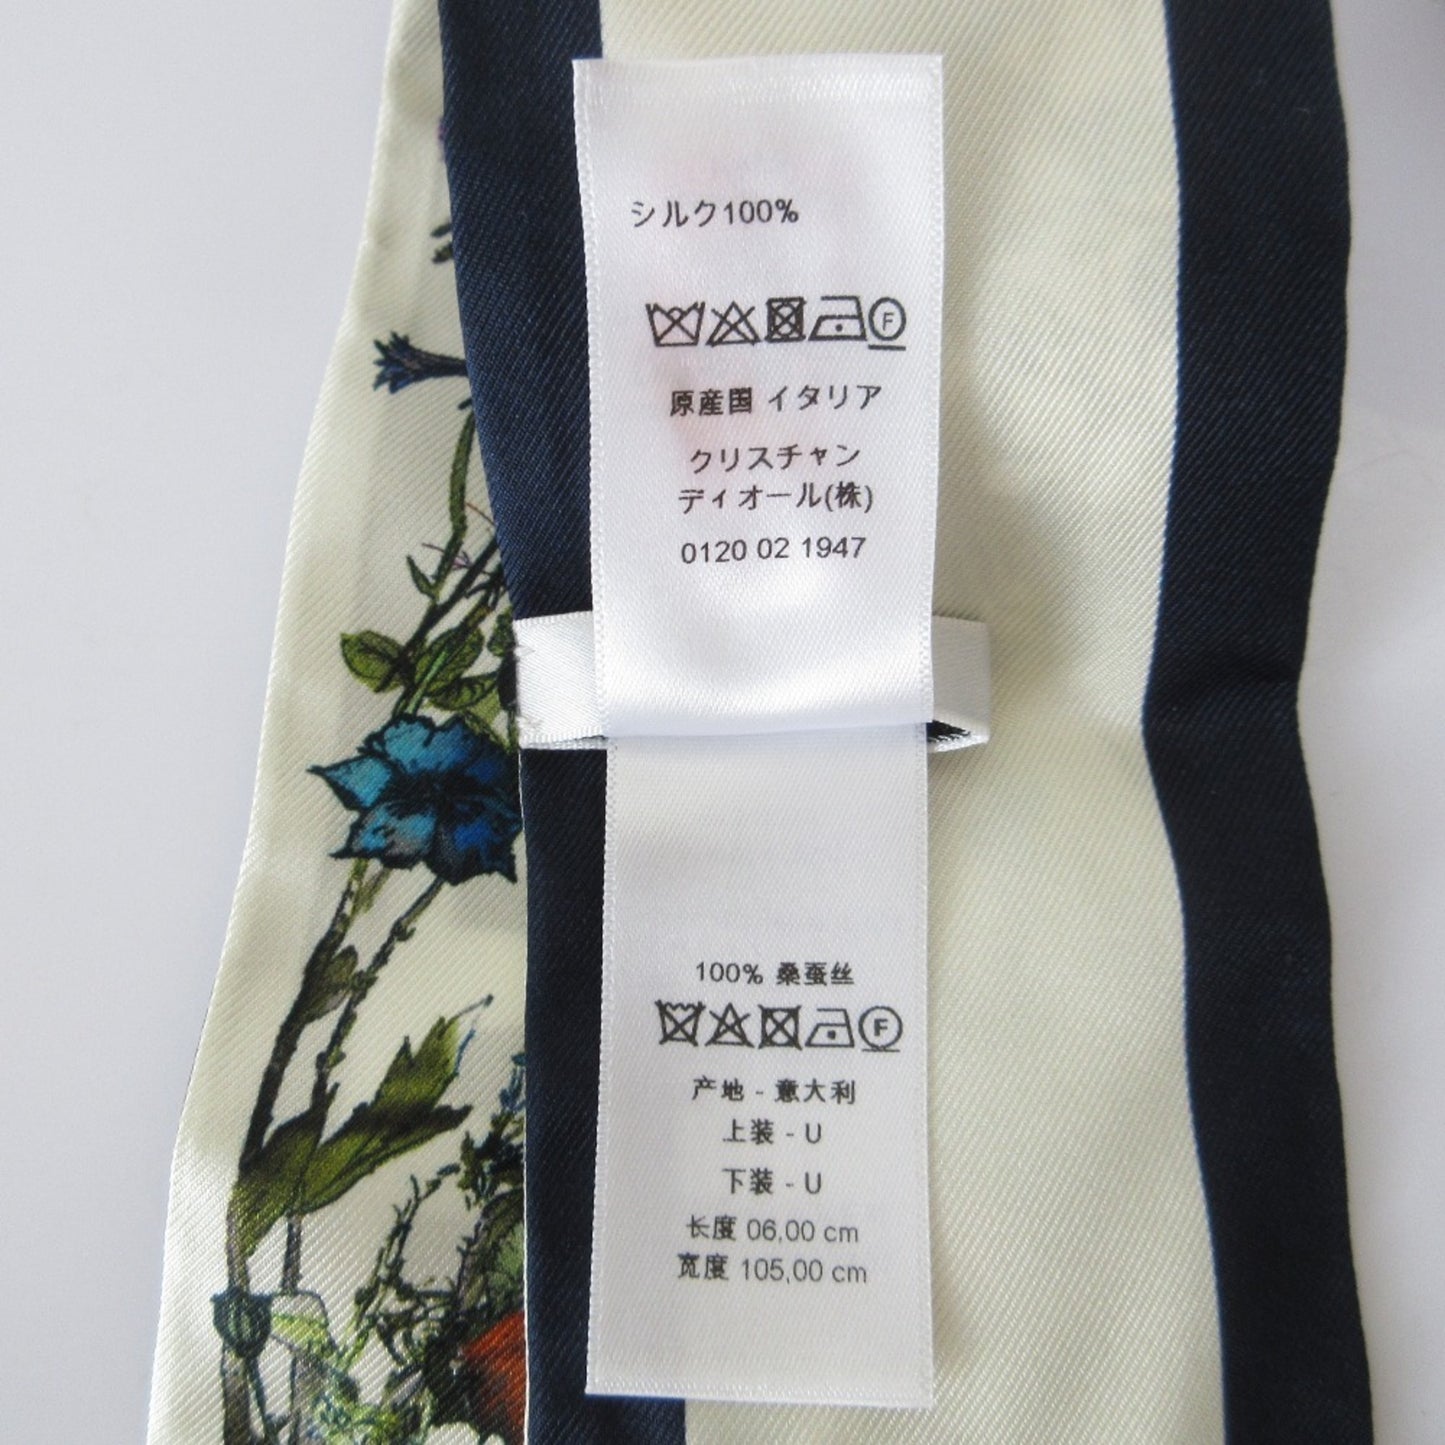 シルク100%
F
原産国 イタリア
クリスチャン
ディオール(株)
0120 02 1947
100% 桑蚕丝
F
产地 - 意大利
上装 - U
下装 - U
长度 06,00 cm
宽度 105,00 cm